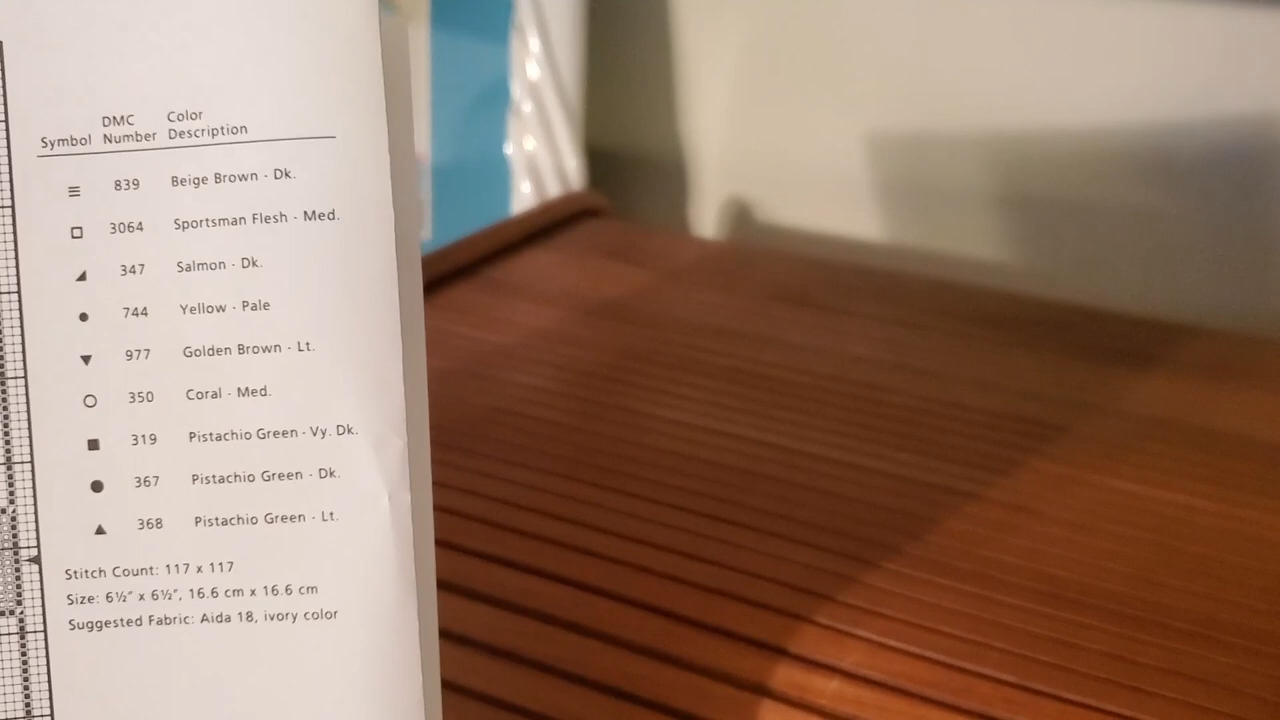 DMC Color
Symbol Number Description
839 Beige Brown - Dk.
3064 Sportsman Flesh - Med.
347 Salmon - Dk.
744 Yellow - Pale
977 Golden Brown - Lt.
350 Coral - Med.
319 Pistachio Green - Vy. Dk.
367 Pistachio Green - Dk.
368 Pistachio Green - Lt.
Stitch Count: 117 x 117
Size: 6½" x 6½", 16.6 cm x 16.6 cm
Suggested Fabric: Aida 18, ivory color